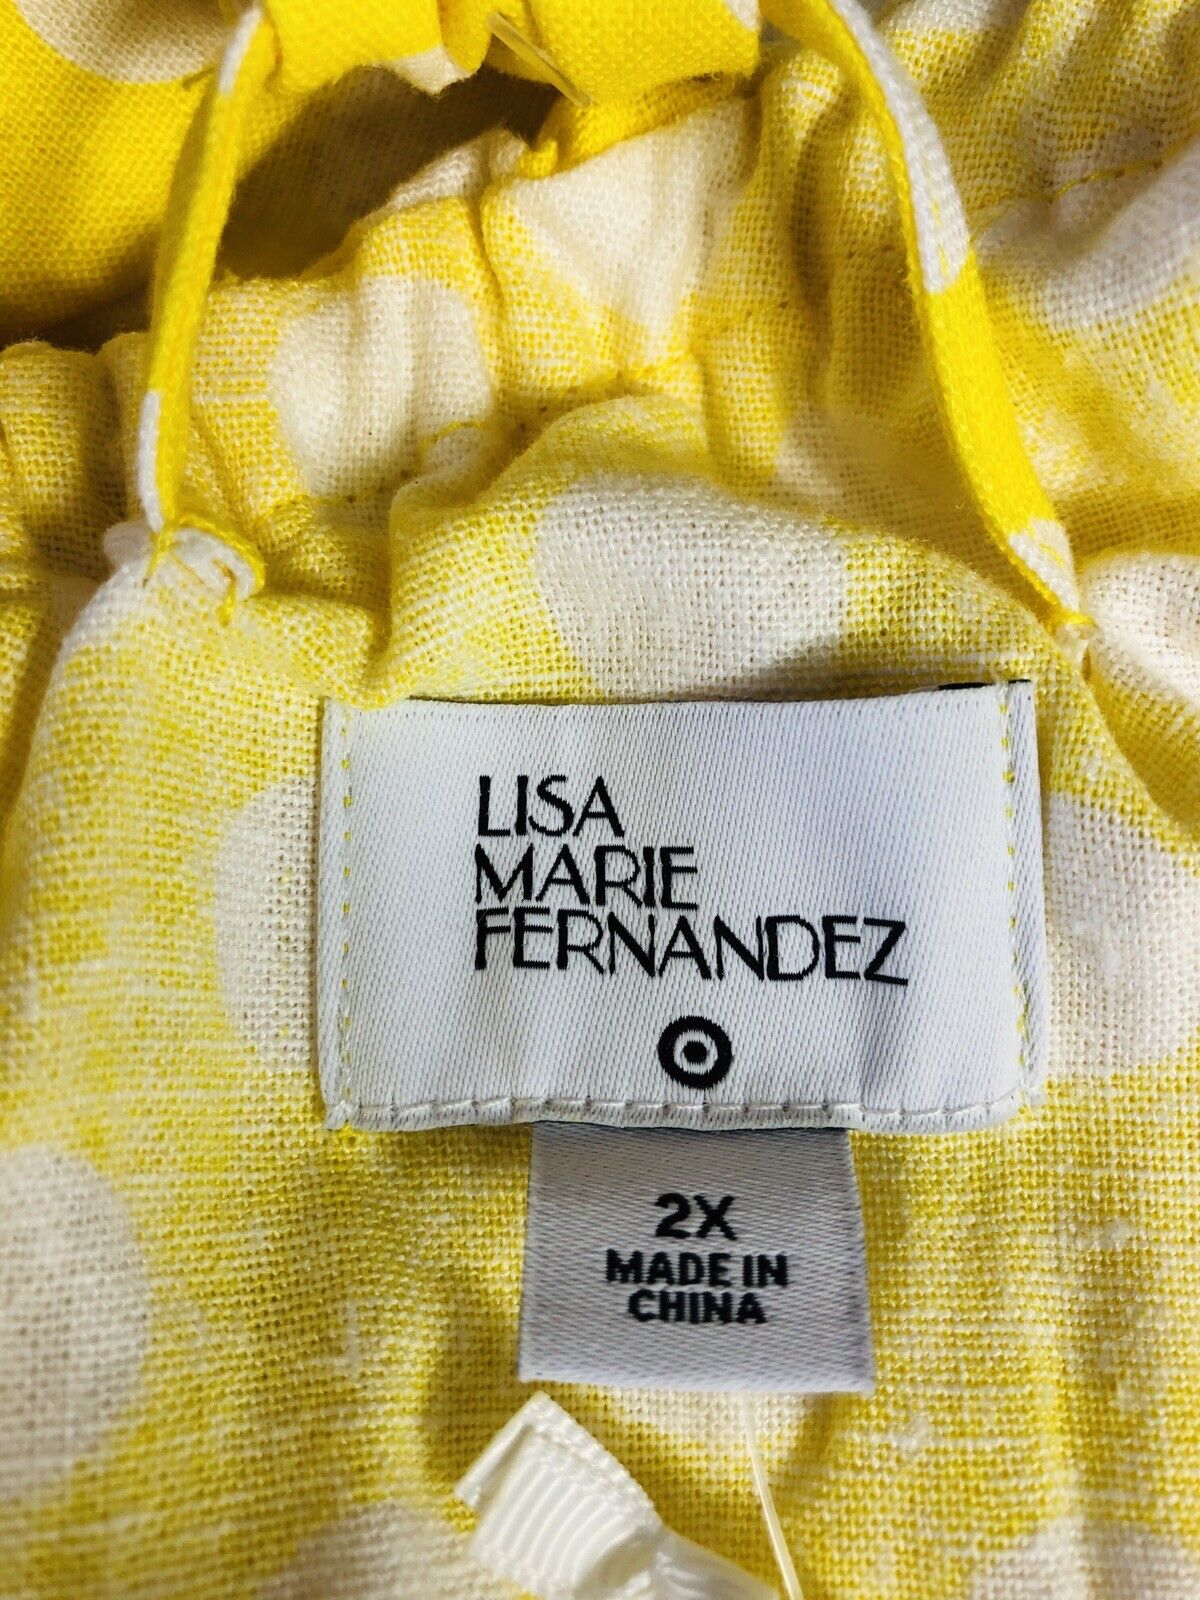 LISA
MARIE
FERNANDEZ
2X
MADE IN
CHINA